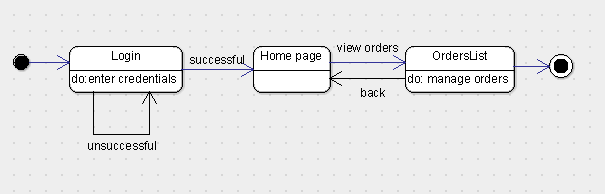 Login
do:enter credentials
unsuccessful
successful
Home page
view orders
back
OrdersList
do: manage orders